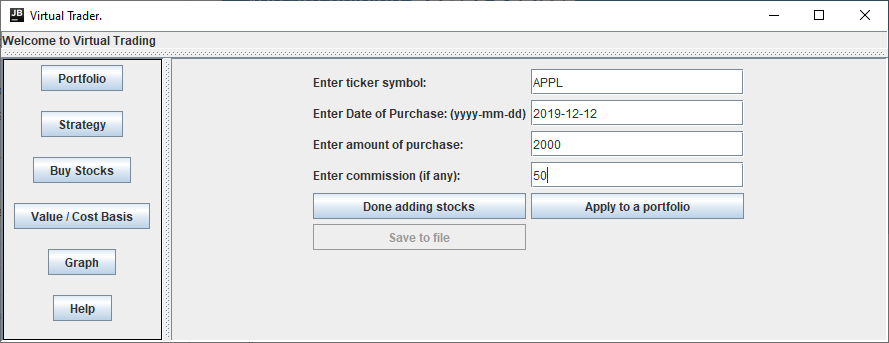 JB Virtual Trader.
Welcome to Virtual Trading
Portfolio
Strategy
Buy Stocks
Value / Cost Basis
Graph
Help
Enter ticker symbol: APPL
Enter Date of Purchase: (yyyy-mm-dd) 2019-12-12
Enter amount of purchase: 2000
Enter commission (if any): 50
Done adding stocks Apply to a portfolio
Save to file